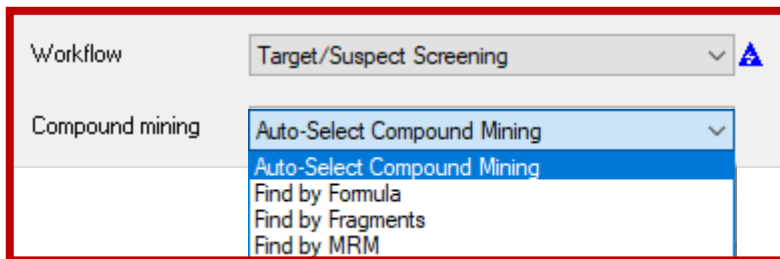 Workflow
Target/Suspect Screening
Compound mining
Auto-Select Compound Mining
Auto-Select Compound Mining
Find by Formula
Find by Fragments
Find by MRM